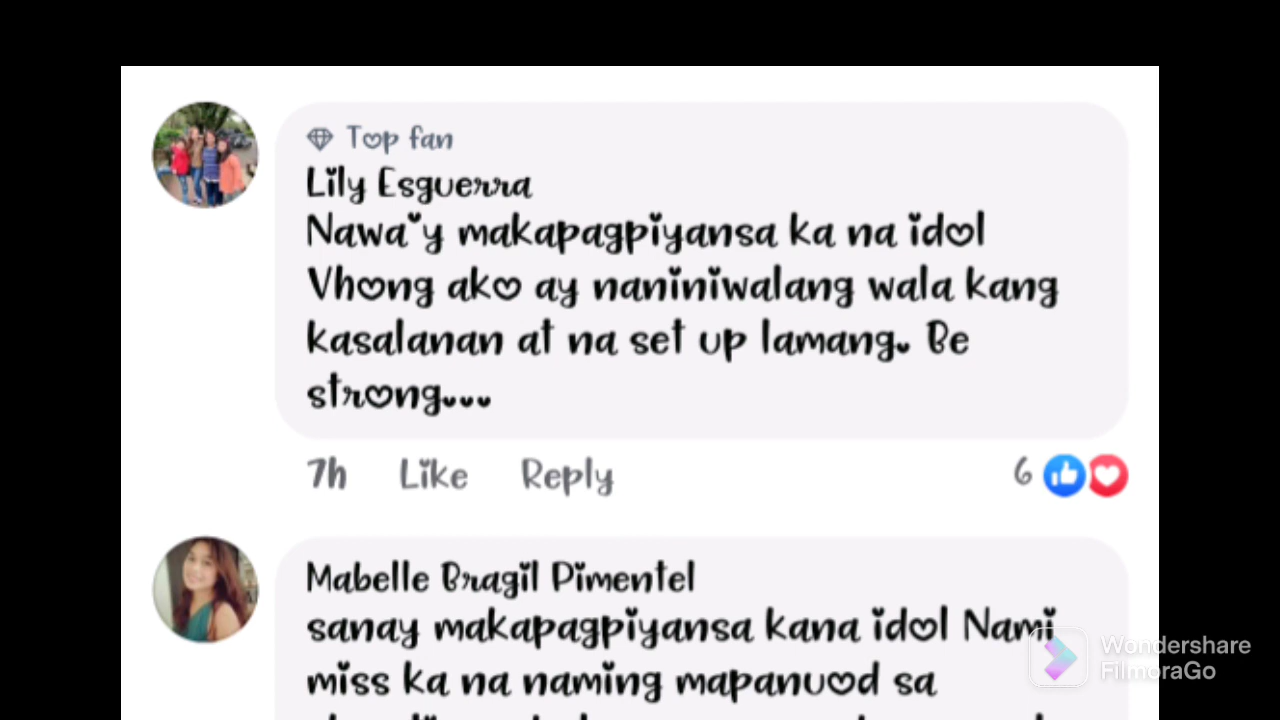 Top fan
Lily Esguerra
Nawa'y makapagpiyansa ka na idol
Vhong ako ay naniniwalang wala kang
kasalanan at na set up lamang. Be
strong...
7h Like Reply 6
Mabelle Bragil Pimentel
sanay makapagpiyansa kana idol Nami
miss ka na naming mapanuod sa
Wondershare
FilmoraGo